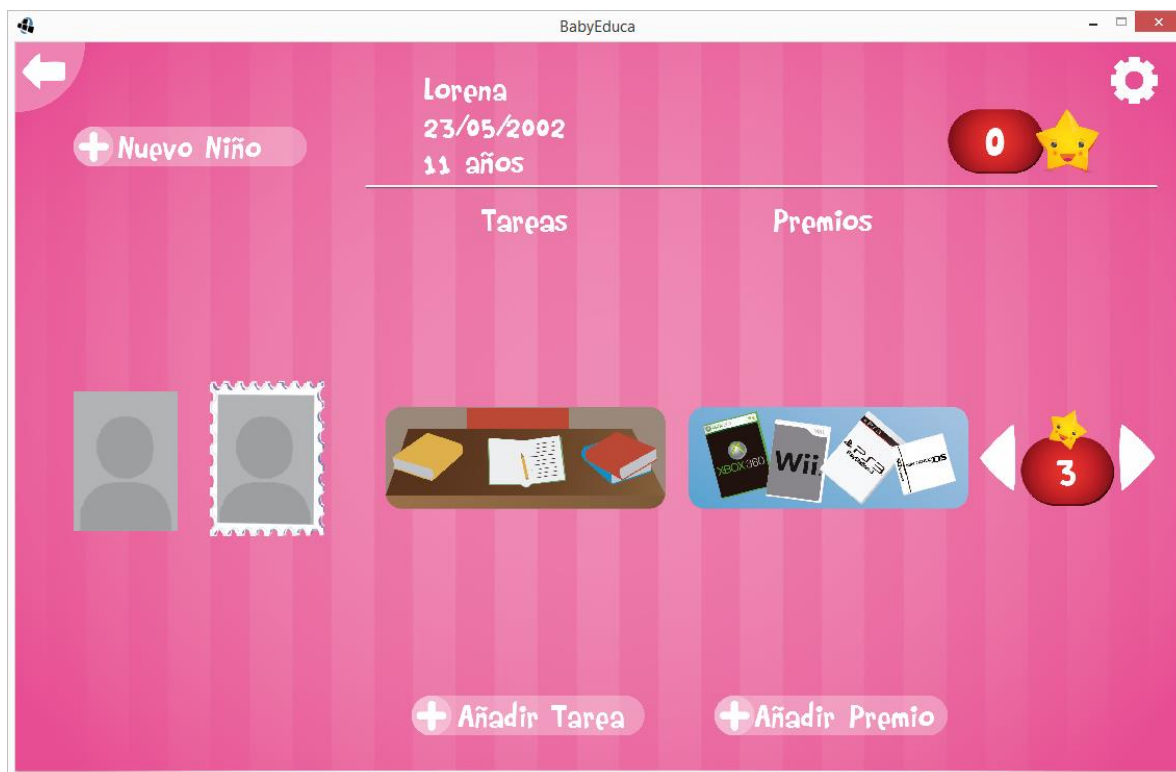 BabyEduca
Lorena
23/05/2002
11 años
0
Nuevo Niño
Tareas
Premios
XBOX 360
Wii
PS3
3
Añadir Tarea
Añadir Premio